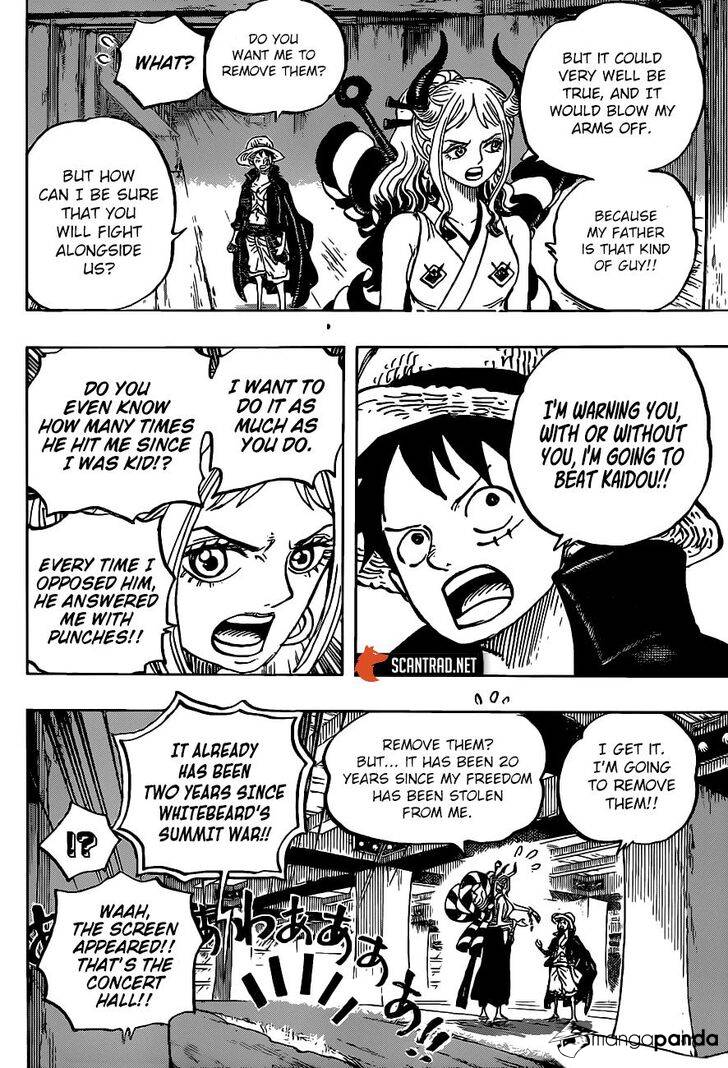 BUT IT COULD
VERY WELL BE
TRUE, AND IT
WOULD BLOW MY
ARMS OFF.
BECAUSE
MY FATHER
IS THAT KIND
OF GUY!!
DO YOU
WANT ME TO
REMOVE THEM?
WHAT?
BUT HOW
CAN I BE SURE
THAT YOU
WILL FIGHT
ALONGSIDE
US?
I'M WARNING YOU,
WITH OR WITHOUT
YOU, I'M GOING TO
BEAT KAIDOU!!
I WANT TO
DO IT AS
MUCH AS
YOU DO.
DO YOU
EVEN KNOW
HOW MANY TIMES
HE HIT ME SINCE
I WAS KID!?
EVERY TIME I
OPPOSED HIM,
HE ANSWERED
ME WITH
PUNCHES!!
SCANTRAD.NET
I GET IT.
I'M GOING
TO REMOVE
THEM!!
REMOVE THEM?
BUT... IT HAS BEEN 20
YEARS SINCE MY FREEDOM
HAS BEEN STOLEN
FROM ME.
IT ALREADY
HAS BEEN
TWO YEARS SINCE
WHITEBEARD'S
SUMMIT WAR!!
!?
WAAH,
THE SCREEN
APPEARED!!
THAT'S THE
CONCERT
HALL!!
わぁああああ!!
mangapanda